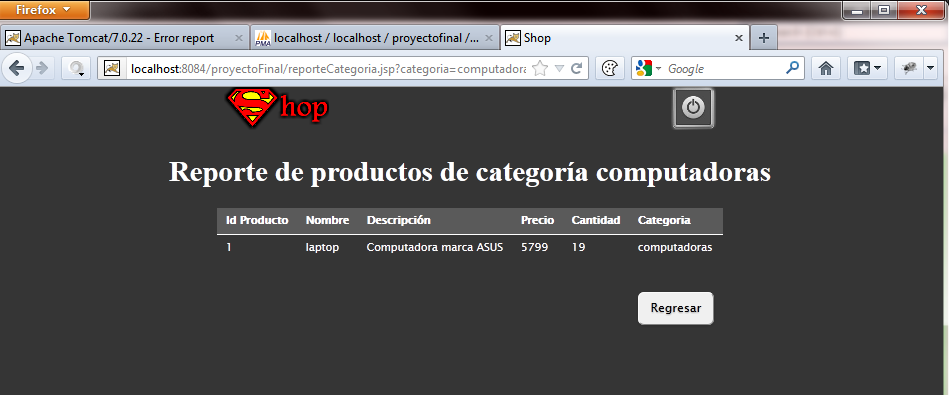 Firefox
Apache Tomcat/7.0.22 - Error report
PMA localhost / localhost / proyectofinal /...
Shop
localhost:8084/proyectoFinal/reporteCategoria.jsp?categoria=computadora
Google
Shop
Reporte de productos de categoría computadoras
Id Producto Nombre Descripción Precio Cantidad Categoria
1 laptop Computadora marca ASUS 5799 19 computadoras
Regresar